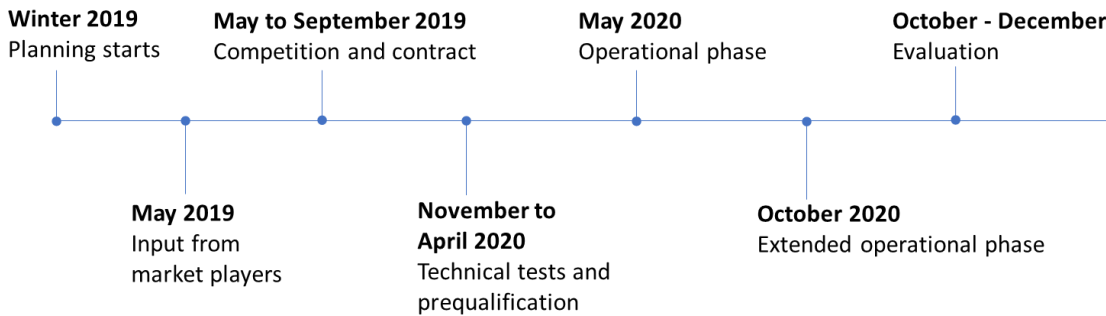 Winter 2019
Planning starts
May to September 2019
Competition and contract
May 2020
Operational phase
October - December
Evaluation
May 2019
Input from
market players
November to
April 2020
Technical tests and
prequalification
October 2020
Extended operational phase